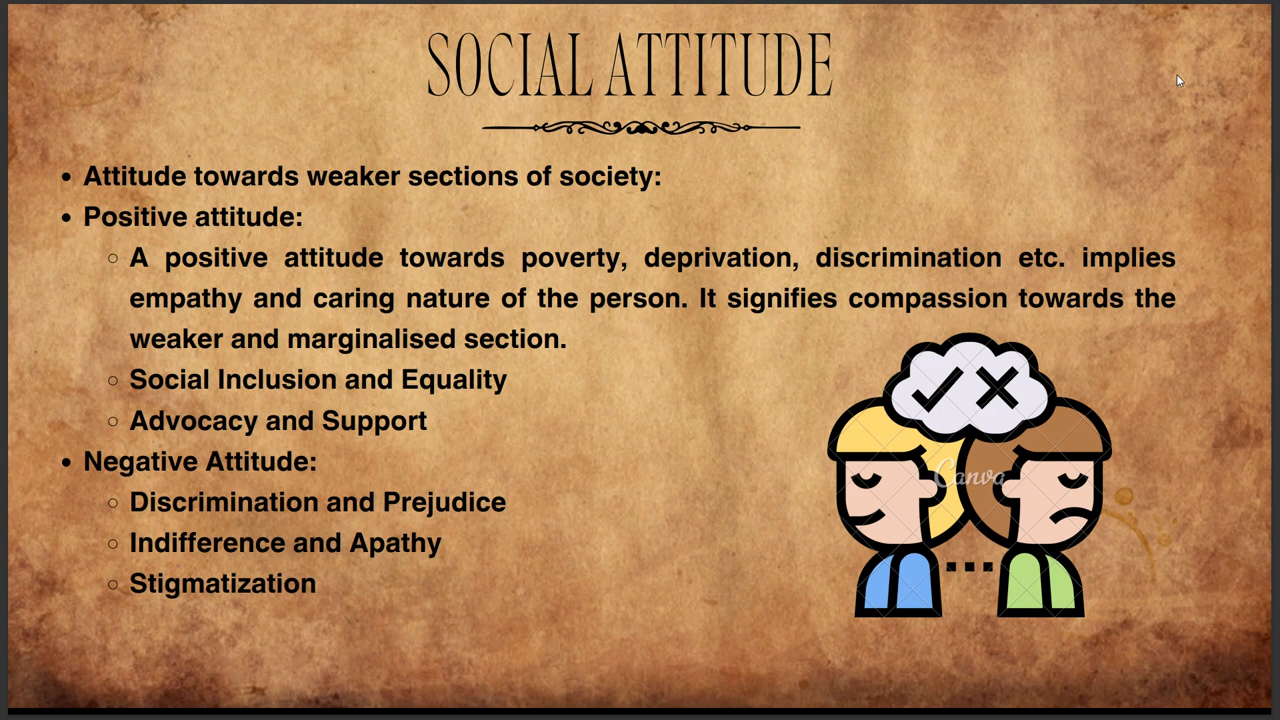 SOCIAL ATTITUDE
• Attitude towards weaker sections of society:
• Positive attitude:
○ A positive attitude towards poverty, deprivation, discrimination etc. implies
empathy and caring nature of the person. It signifies compassion towards the
weaker and marginalised section.
○ Social Inclusion and Equality
○ Advocacy and Support
• Negative Attitude:
○ Discrimination and Prejudice
○ Indifference and Apathy
○ Stigmatization
Canva